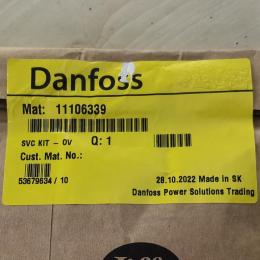 Danfoss
Mat: 11106339
SVC KIT - OV Q: 1
Cust. Mat. No.:
53679634 / 10
28.10.2022 Made in SK
Danfoss Power Solutions Trading